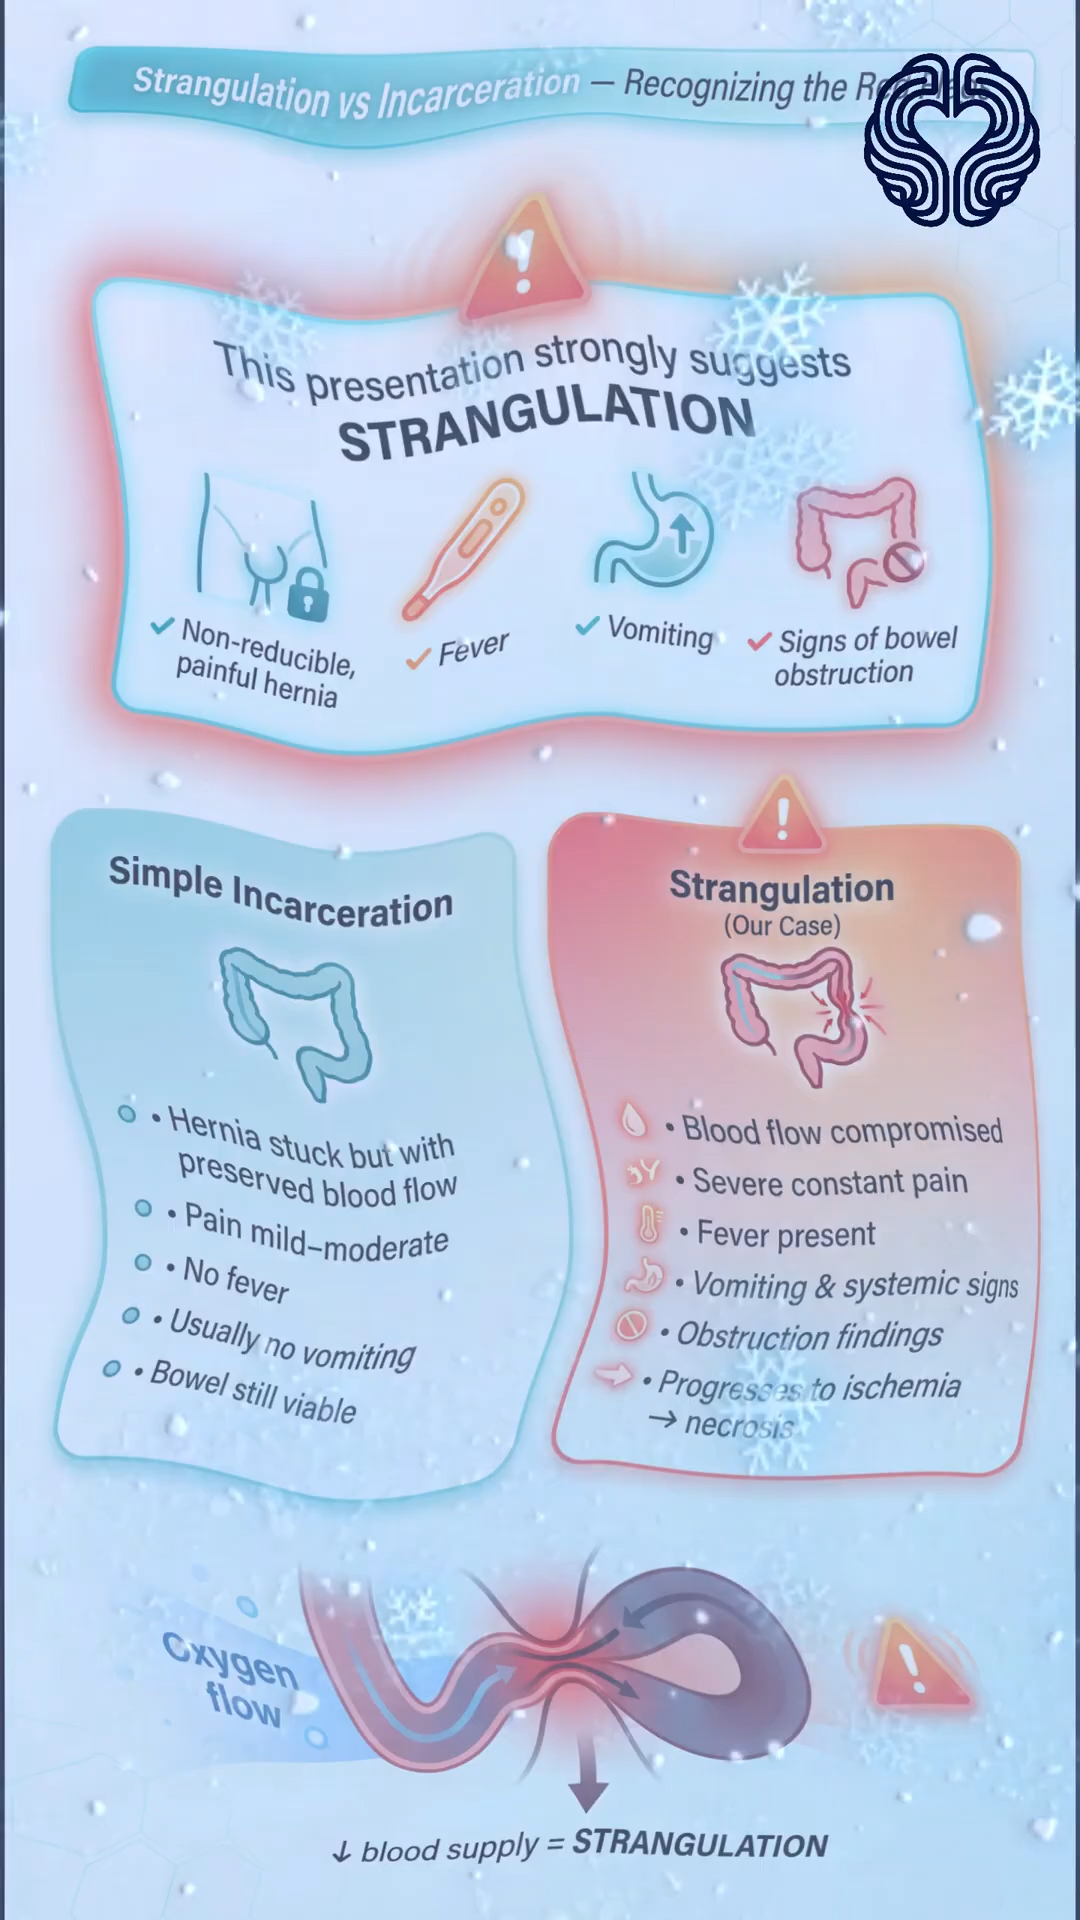 Strangulation vs Incarceration — Recognizing the
This presentation strongly suggests
STRANGULATION
✓ Non-reducible,
painful hernia
✓ Fever
✓ Vomiting
✓ Signs of bowel
obstruction
Simple Incarceration
• Hernia stuck but with
preserved blood flow
• Pain mild–moderate
• No fever
• Usually no vomiting
• Bowel still viable
Strangulation
(Our Case)
• Blood flow compromised
• Severe constant pain
• Fever present
• Vomiting & systemic signs
• Obstruction findings
• Progresses to ischemia
→ necrosis
Oxygen
flow
↓ blood supply = STRANGULATION